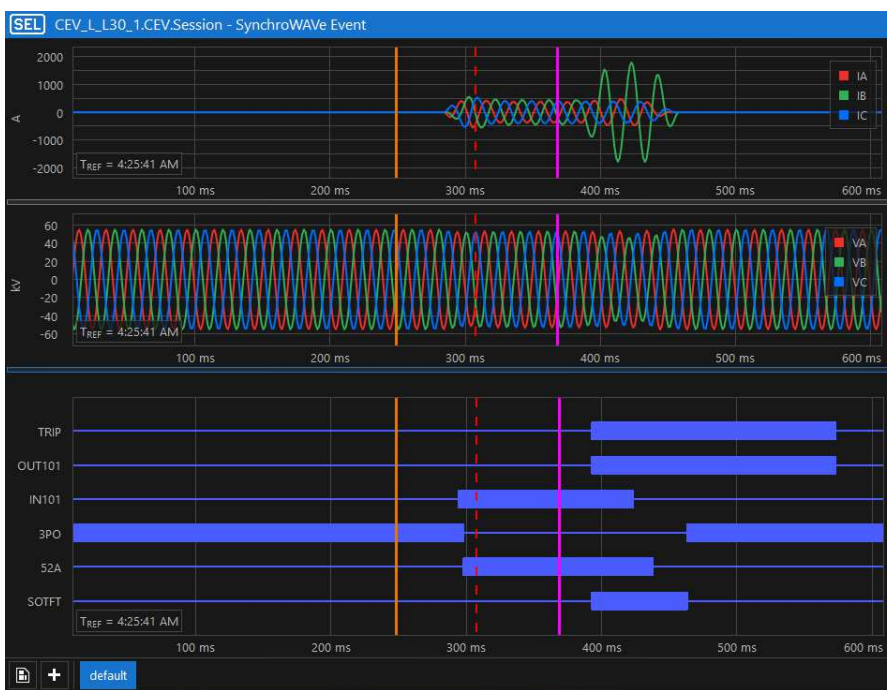 SEL CEV_L_L30_1.CEV.Session - SynchroWAVe Event
2000
1000
0
-1000
-2000
A
IA
IB
IC
TREF = 4:25:41 AM
100 ms 200 ms 300 ms 400 ms 500 ms 600 ms
60
40
20
0
-20
-40
-60
kV
VA
VB
VC
TREF = 4:25:41 AM
100 ms 200 ms 300 ms 400 ms 500 ms 600 ms
TRIP
OUT101
IN101
3PO
52A
SOTFT
TREF = 4:25:41 AM
100 ms 200 ms 300 ms 400 ms 500 ms 600 ms
+ default